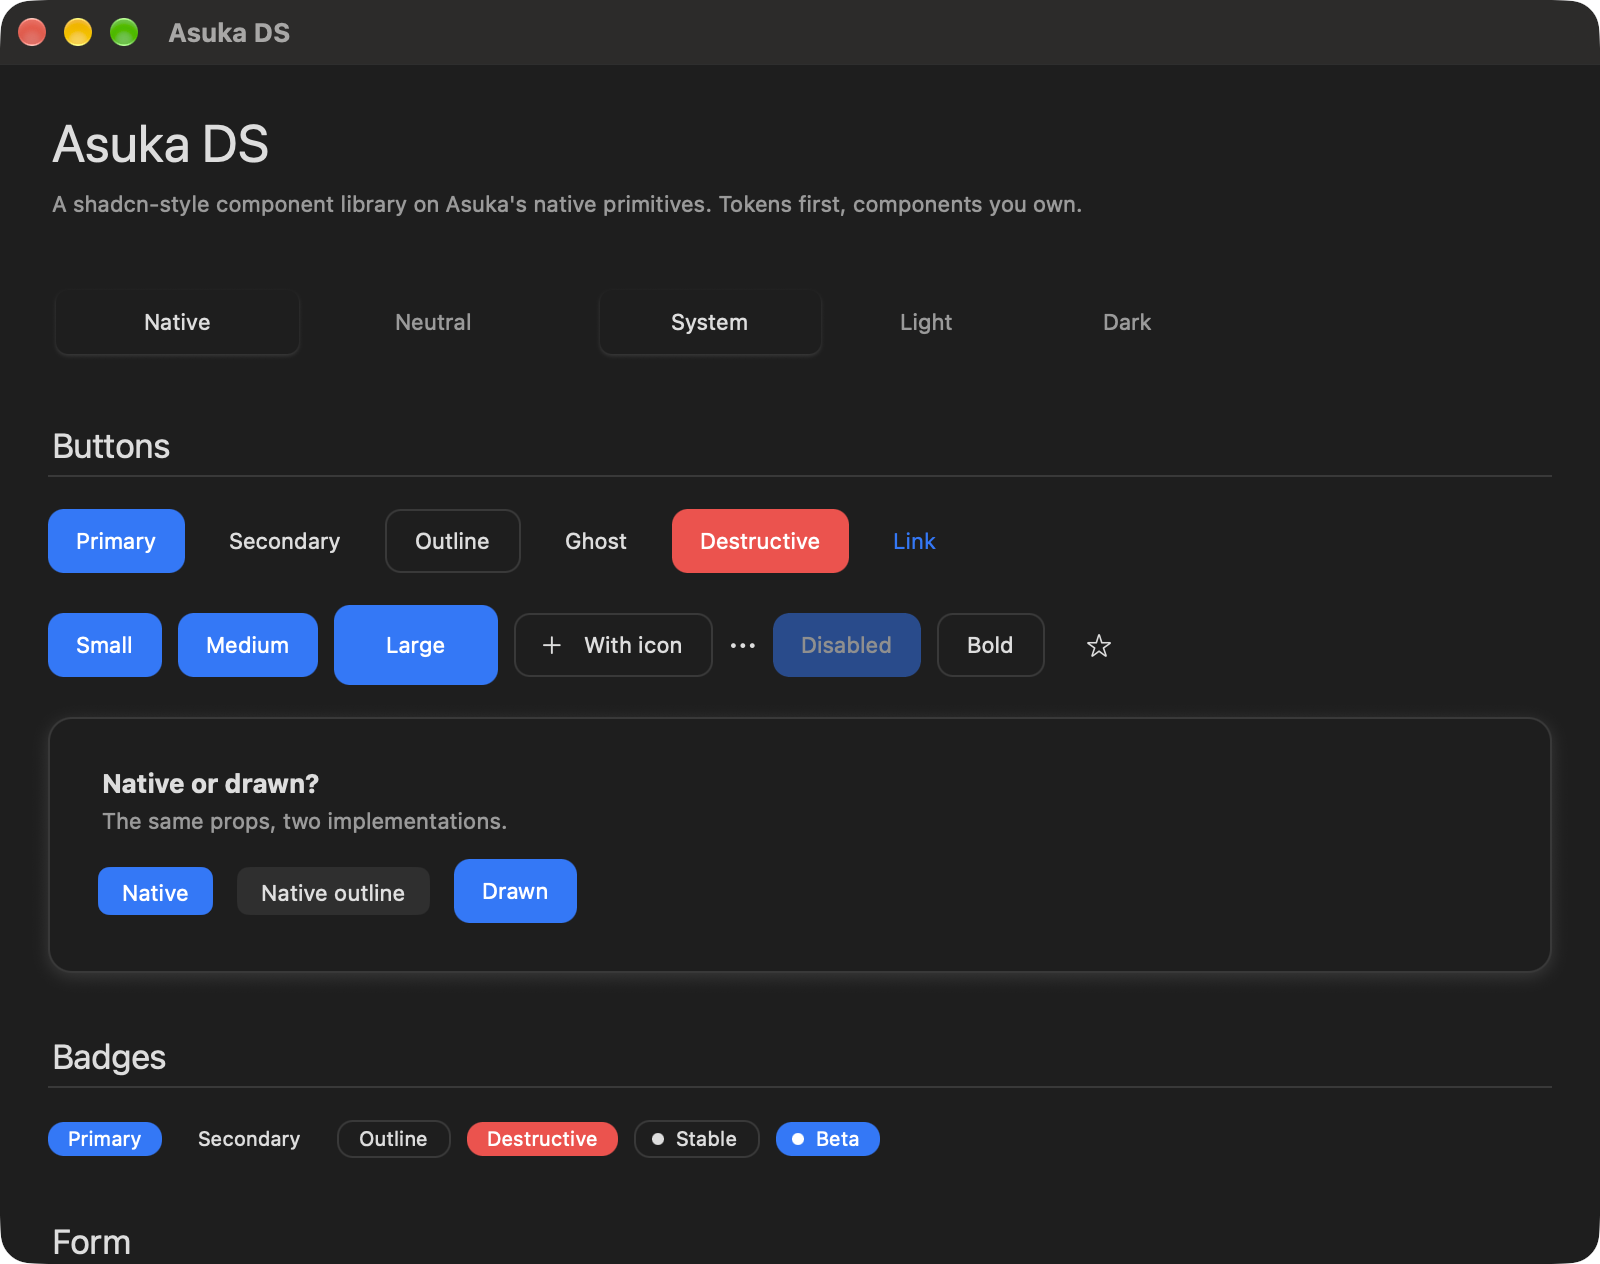 Asuka DS
Asuka DS
A shadcn-style component library on Asuka's native primitives. Tokens first, components you own.
Native Neutral System Light Dark
Buttons
Primary Secondary Outline Ghost Destructive Link
Small Medium Large + With icon ••• Disabled Bold
Native or drawn?
The same props, two implementations.
Native Native outline Drawn
Badges
Primary Secondary Outline Destructive Stable Beta
Form